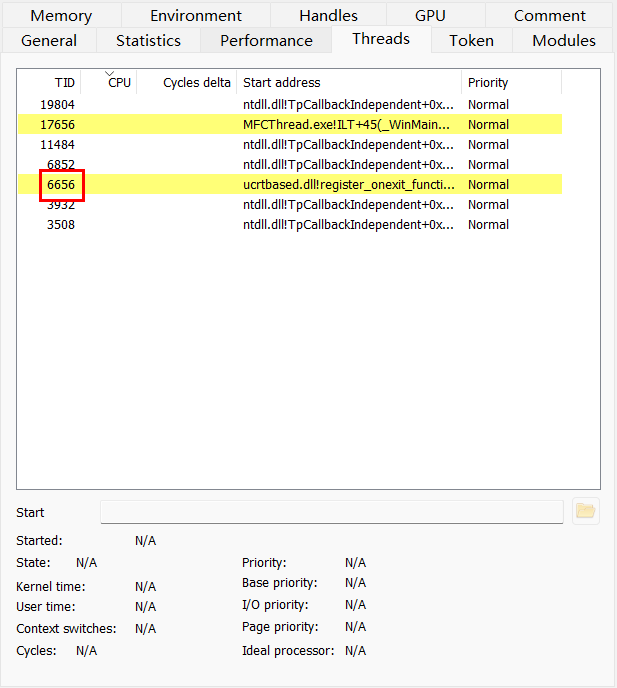 Memory Environment Handles GPU Comment
General Statistics Performance Threads Token Modules
TID CPU Cycles delta Start address Priority
19804 ntdll.dll!TpCallbackIndependent+0x... Normal
17656 MFCThread.exe!ILT+45(_WinMain... Normal
11484 ntdll.dll!TpCallbackIndependent+0x... Normal
6852 ntdll.dll!TpCallbackIndependent+0x... Normal
6656 ucrtbased.dll!register_onexit_functi... Normal
3932 ntdll.dll!TpCallbackIndependent+0x... Normal
3508 ntdll.dll!TpCallbackIndependent+0x... Normal
Start
Started: N/A
State: N/A Priority: N/A
Kernel time: N/A Base priority: N/A
User time: N/A I/O priority: N/A
Context switches: N/A Page priority: N/A
Cycles: N/A Ideal processor: N/A